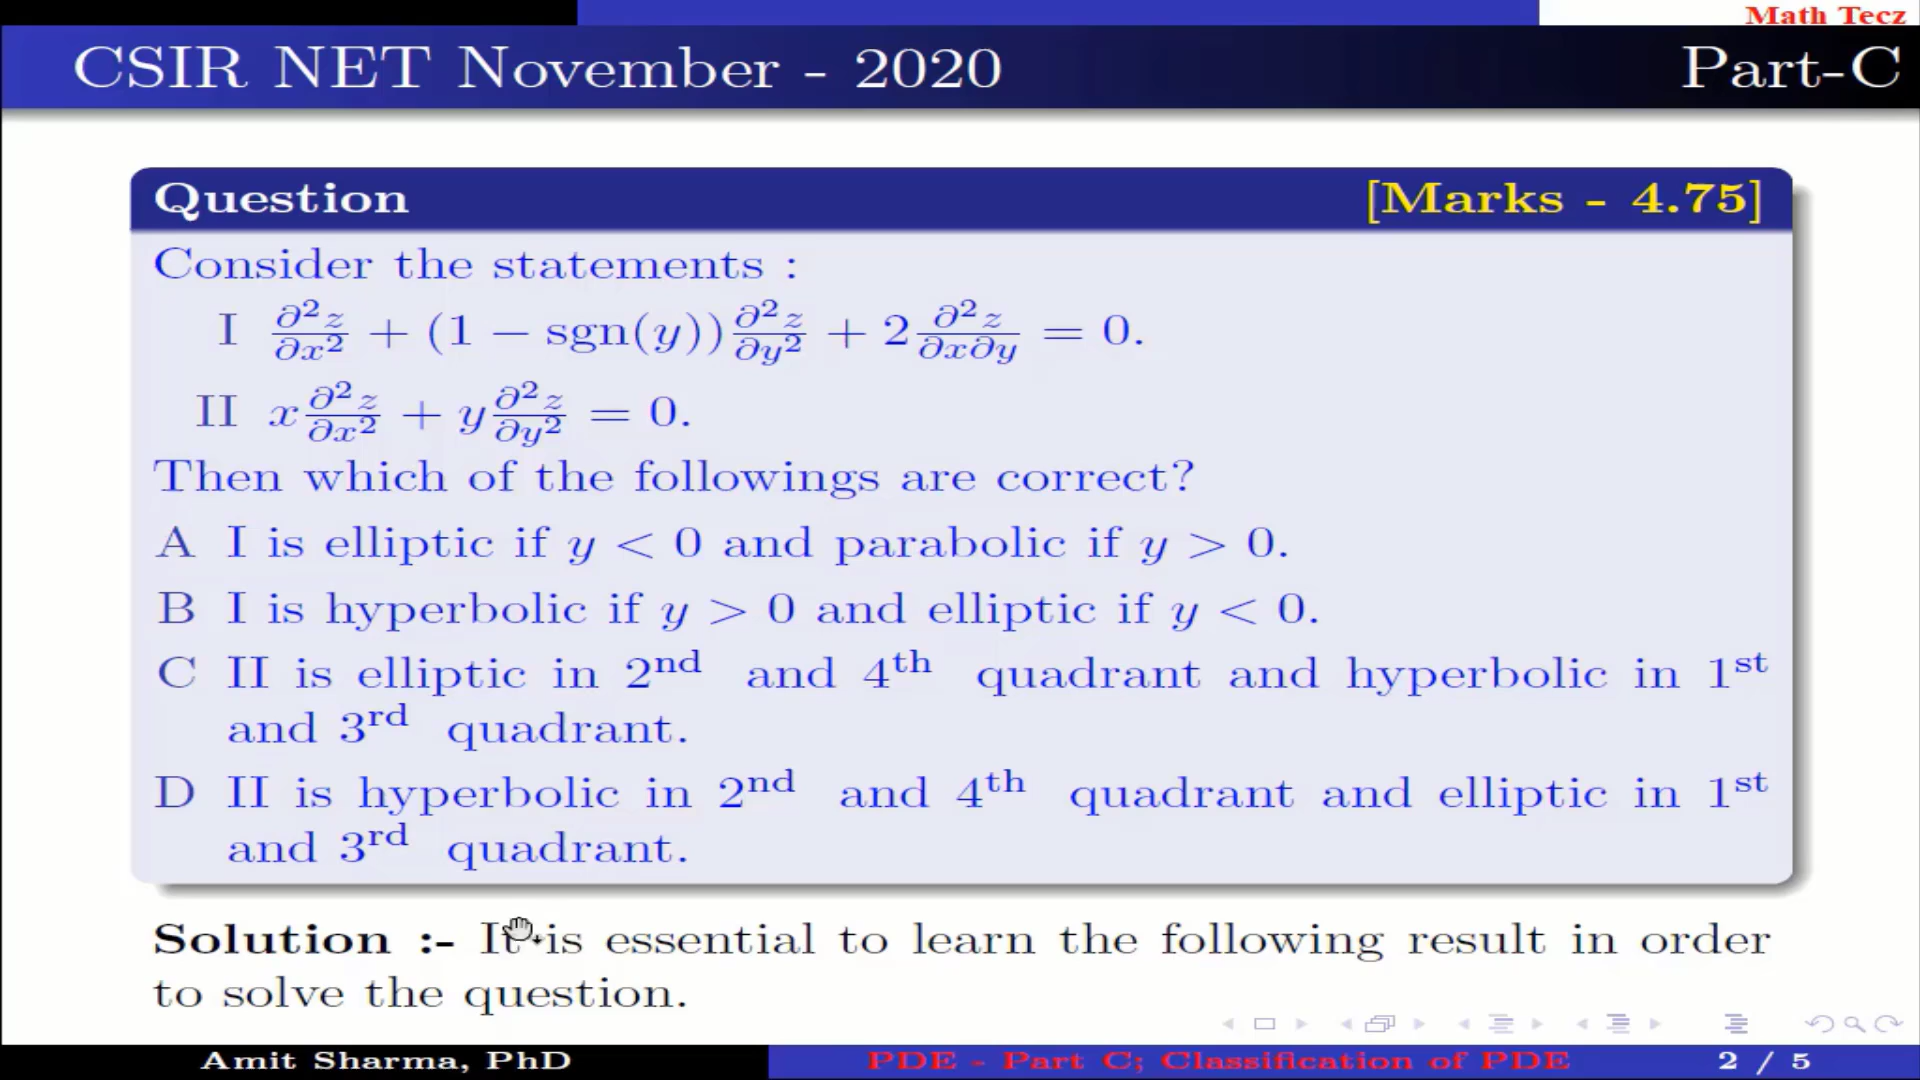 Math Tecz
CSIR NET November - 2020 Part-C
Question [Marks - 4.75]
Consider the statements :
I ∂²z/∂x² + (1 − sgn(y)) ∂²z/∂y² + 2 ∂²z/∂x∂y = 0.
II x ∂²z/∂x² + y ∂²z/∂y² = 0.
Then which of the followings are correct?
A I is elliptic if y < 0 and parabolic if y > 0.
B I is hyperbolic if y > 0 and elliptic if y < 0.
C II is elliptic in 2nd and 4th quadrant and hyperbolic in 1st
and 3rd quadrant.
D II is hyperbolic in 2nd and 4th quadrant and elliptic in 1st
and 3rd quadrant.
Solution :- It is essential to learn the following result in order
to solve the question.
Amit Sharma, PhD PDE - Part C; Classification of PDE 2 / 5